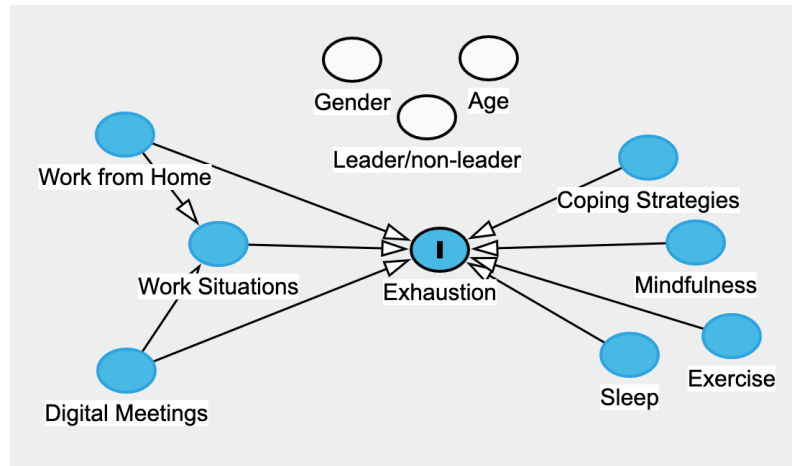 Gender
Age
Leader/non-leader
Work from Home
Coping Strategies
Work Situations
Exhaustion
Mindfulness
Digital Meetings
Sleep
Exercise